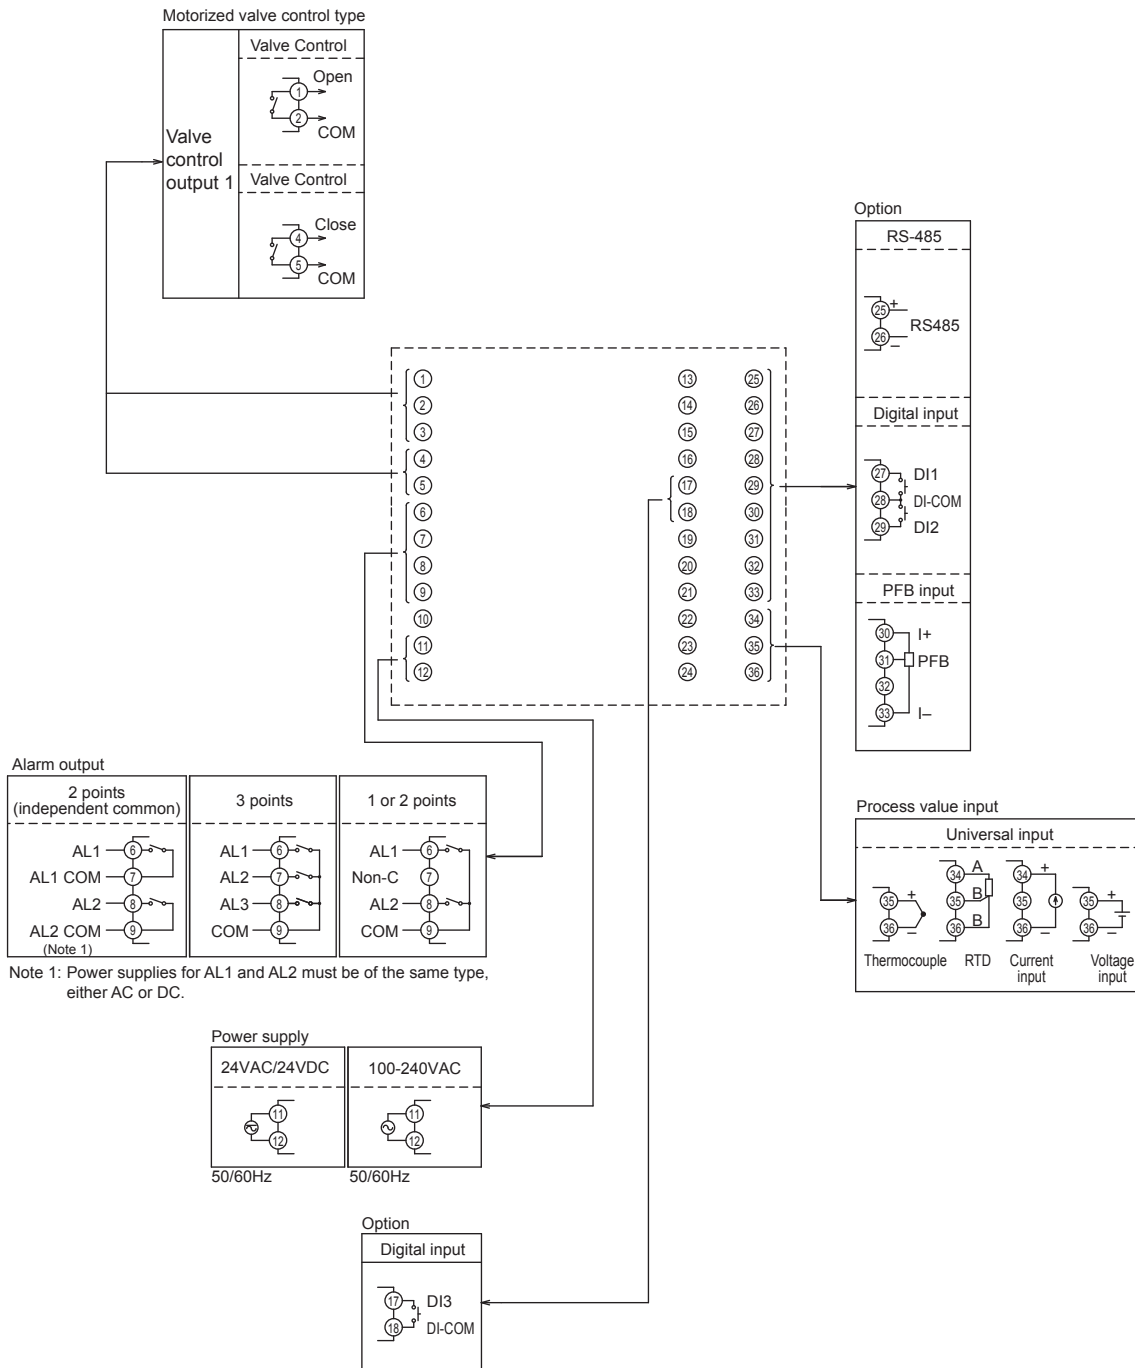 Motorized valve control type
Valve
control
output 1
Valve Control
1
Open
2
COM
Valve Control
4
Close
5
COM
Option
RS-485
25
+
RS485
26
–
Digital input
27
DI1
28
DI-COM
29
DI2
PFB input
30
I+
31
PFB
32
33
I–
1 13 25
2 14 26
3 15 27
4 16 28
5 17 29
6 18 30
7 19 31
8 20 32
9 21 33
10 22 34
11 23 35
12 24 36
Alarm output
2 points
(independent common)
AL1 6
AL1 COM 7
AL2 8
AL2 COM 9
(Note 1)
3 points
AL1 6
AL2 7
AL3 8
COM 9
1 or 2 points
AL1 6
Non-C 7
AL2 8
COM 9
Note 1: Power supplies for AL1 and AL2 must be of the same type,
either AC or DC.
Process value input
Universal input
35 +
36 –
Thermocouple
34 A
35 B
36 B
RTD
34 +
35
36 –
Current
input
35 +
36 –
Voltage
input
Power supply
24VAC/24VDC
11
12
50/60Hz
100-240VAC
11
12
50/60Hz
Option
Digital input
17 DI3
18 DI-COM